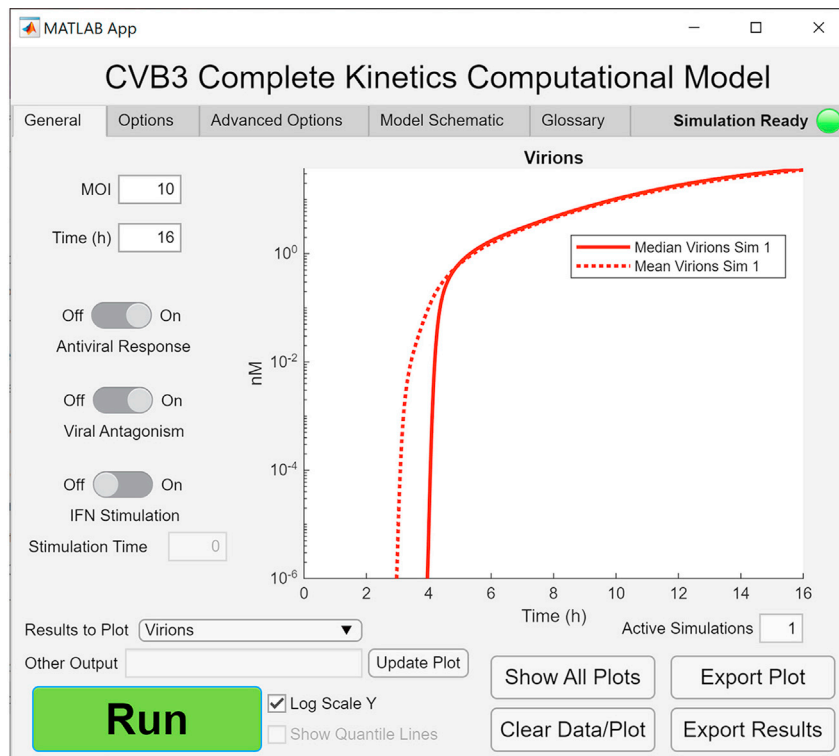 MATLAB App
CVB3 Complete Kinetics Computational Model
General Options Advanced Options Model Schematic Glossary Simulation Ready
Virions
MOI 10
Time (h) 16
Off On
Antiviral Response
Off On
Viral Antagonism
Off On
IFN Stimulation
Stimulation Time 0
nM
10^0
10^-2
10^-4
10^-6
Median Virions Sim 1
Mean Virions Sim 1
0 2 4 6 8 10 12 14 16
Time (h)
Results to Plot Virions
Active Simulations 1
Other Output Update Plot
Run
Log Scale Y
Show Quantile Lines
Show All Plots Export Plot
Clear Data/Plot Export Results